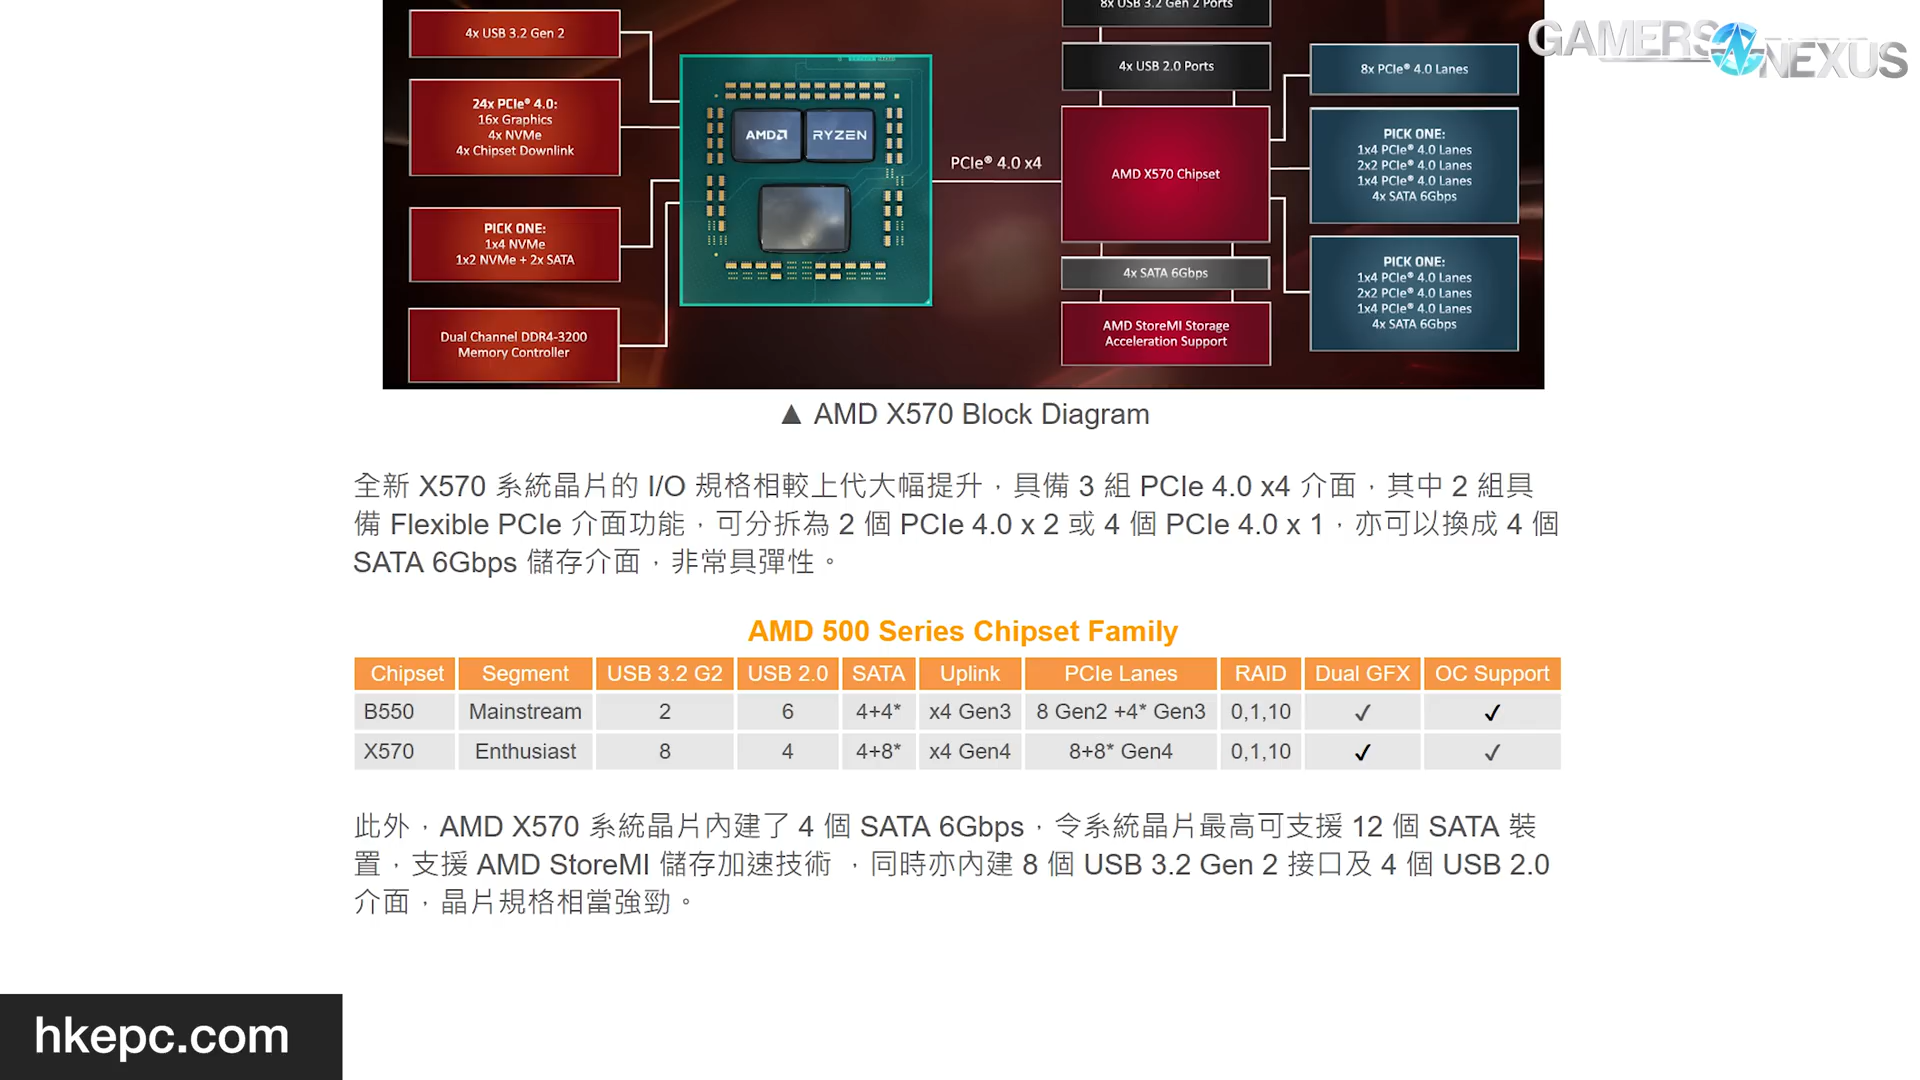 8x USB 3.2 Gen 2 Ports
GAMERS NEXUS
4x USB 3.2 Gen 2
4x USB 2.0 Ports
8x PCIe® 4.0 Lanes
24x PCIe® 4.0:
16x Graphics
4x NVMe
4x Chipset Downlink
AMD RYZEN
PCIe® 4.0 x4
AMD X570 Chipset
PICK ONE:
1x4 PCIe® 4.0 Lanes
2x2 PCIe® 4.0 Lanes
1x4 PCIe® 4.0 Lanes
4x SATA 6Gbps
PICK ONE:
1x4 NVMe
1x2 NVMe + 2x SATA
4x SATA 6Gbps
PICK ONE:
1x4 PCIe® 4.0 Lanes
2x2 PCIe® 4.0 Lanes
1x4 PCIe® 4.0 Lanes
4x SATA 6Gbps
Dual Channel DDR4-3200
Memory Controller
AMD StoreMI Storage
Acceleration Support
▲ AMD X570 Block Diagram
全新 X570 系統晶片的 I/O 規格相較上代大幅提升，具備 3 組 PCIe 4.0 x4 介面，其中 2 組具
備 Flexible PCIe 介面功能，可分拆為 2 個 PCIe 4.0 x 2 或 4 個 PCIe 4.0 x 1，亦可以換成 4 個
SATA 6Gbps 儲存介面，非常具彈性。
AMD 500 Series Chipset Family
Chipset Segment USB 3.2 G2 USB 2.0 SATA Uplink PCIe Lanes RAID Dual GFX OC Support
B550 Mainstream 2 6 4+4* x4 Gen3 8 Gen2 +4* Gen3 0,1,10 ✓ ✓
X570 Enthusiast 8 4 4+8* x4 Gen4 8+8* Gen4 0,1,10 ✓ ✓
此外，AMD X570 系統晶片內建了 4 個 SATA 6Gbps，令系統晶片最高可支援 12 個 SATA 裝
置，支援 AMD StoreMI 儲存加速技術 ，同時亦內建 8 個 USB 3.2 Gen 2 接口及 4 個 USB 2.0
介面，晶片規格相當強勁。
hkepc.com